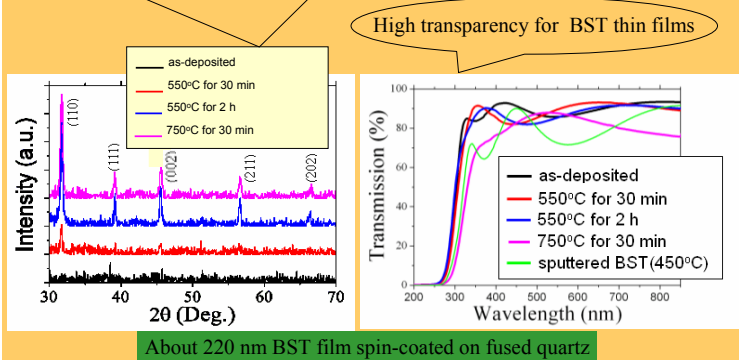 High transparency for BST thin films
as-deposited
550°C for 30 min
550°C for 2 h
750°C for 30 min
(110)
(111)
(002)
(211)
(202)
Intensity (a.u.)
30 40 50 60 70
2θ (Deg.)
100
80
60
40
20
0
Transmission (%)
as-deposited
550°C for 30 min
550°C for 2 h
750°C for 30 min
sputtered BST(450°C)
200 300 400 500 600 700 800
Wavelength (nm)
About 220 nm BST film spin-coated on fused quartz